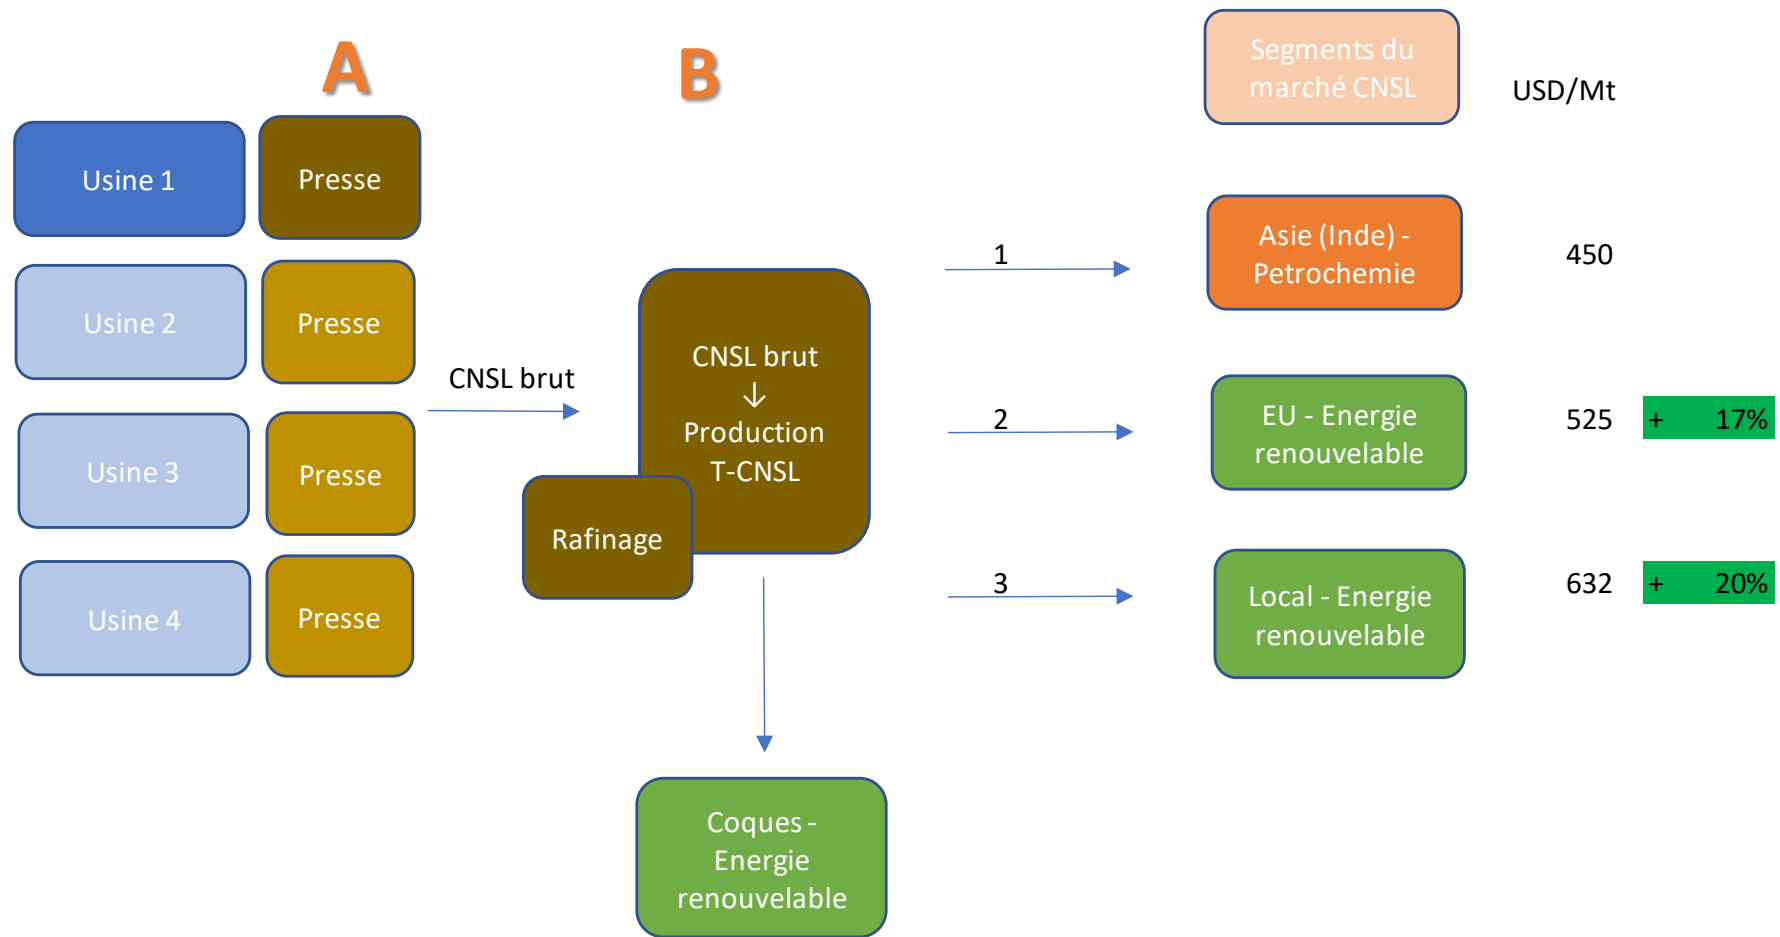 A
B
Segments du
marché CNSL
USD/Mt
Usine 1
Presse
Usine 2
Presse
Usine 3
Presse
Usine 4
Presse
CNSL brut
CNSL brut
↓
Production
T-CNSL
Rafinage
Coques -
Energie
renouvelable
1
Asie (Inde) -
Petrochemie
450
2
EU - Energie
renouvelable
525
+ 17%
3
Local - Energie
renouvelable
632
+ 20%